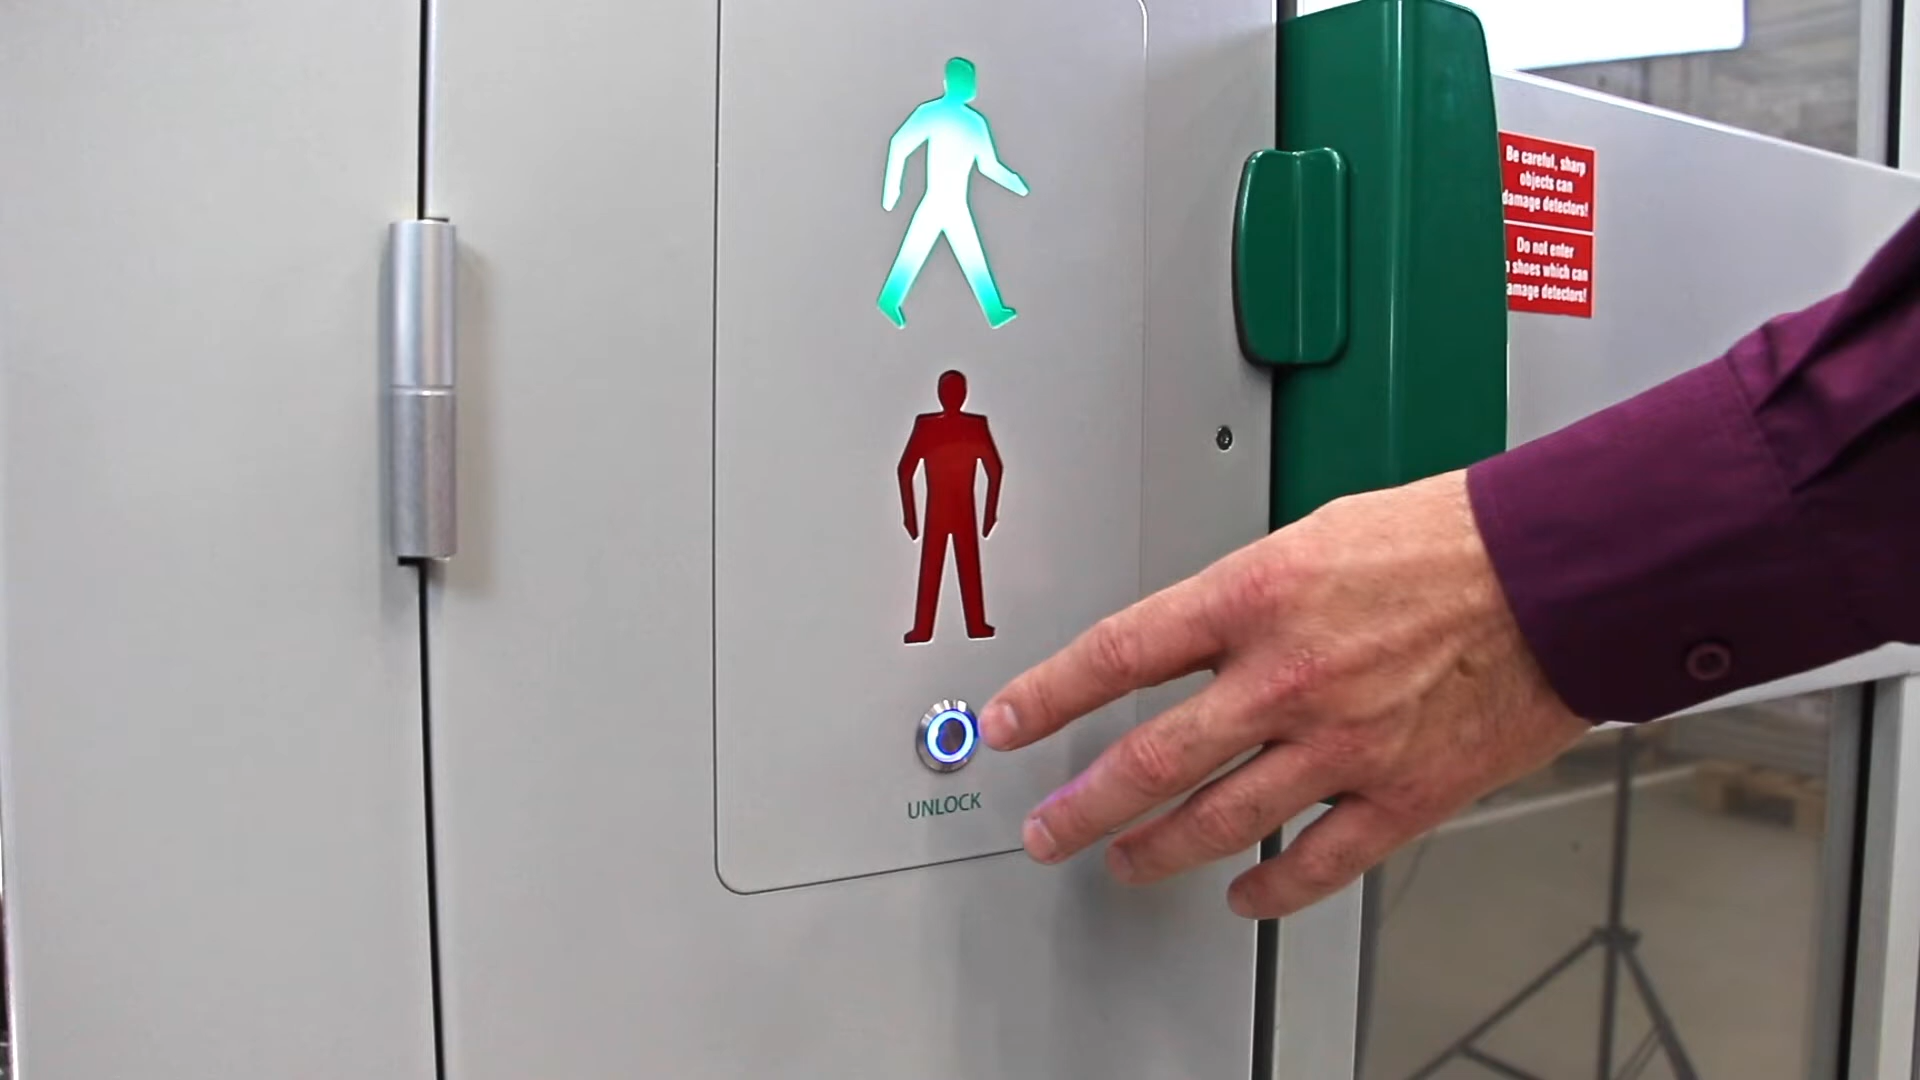 Be careful, sharp
objects can
damage detectors!
Do not enter
shoes which can
damage detectors!
UNLOCK